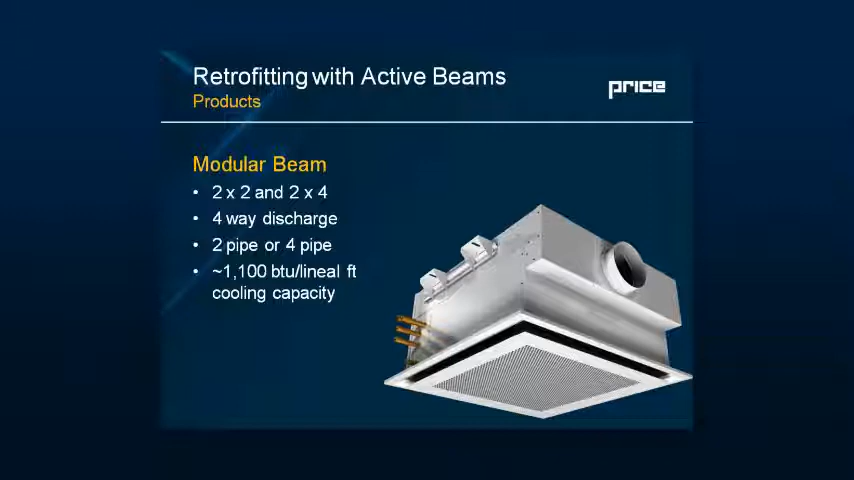 Retrofitting with Active Beams
Products
price
Modular Beam
• 2 x 2 and 2 x 4
• 4 way discharge
• 2 pipe or 4 pipe
• ~1,100 btu/lineal ft
cooling capacity